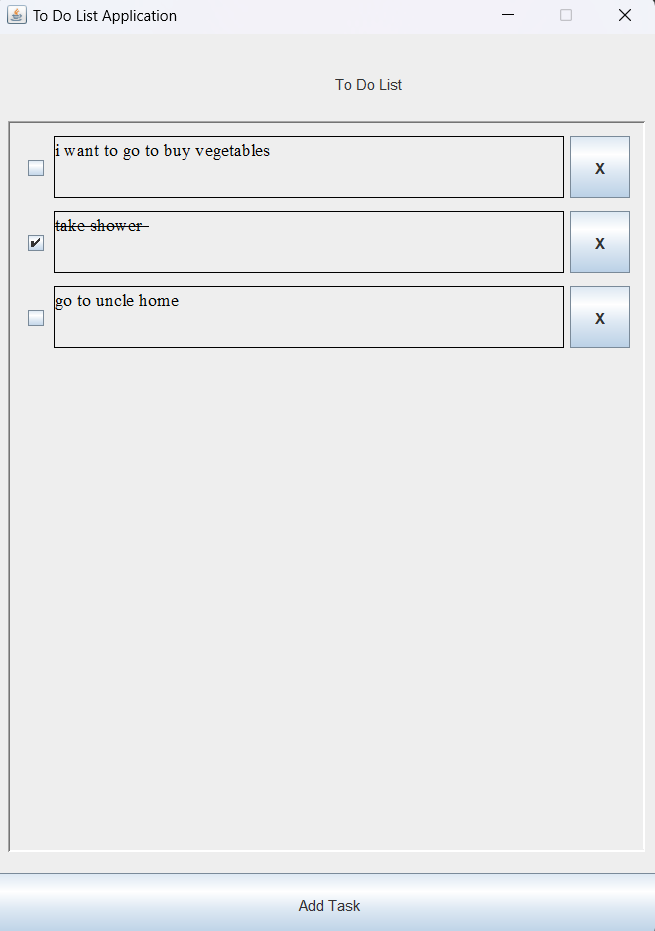 To Do List Application
To Do List
i want to go to buy vegetables
X
take shower
X
go to uncle home
X
Add Task